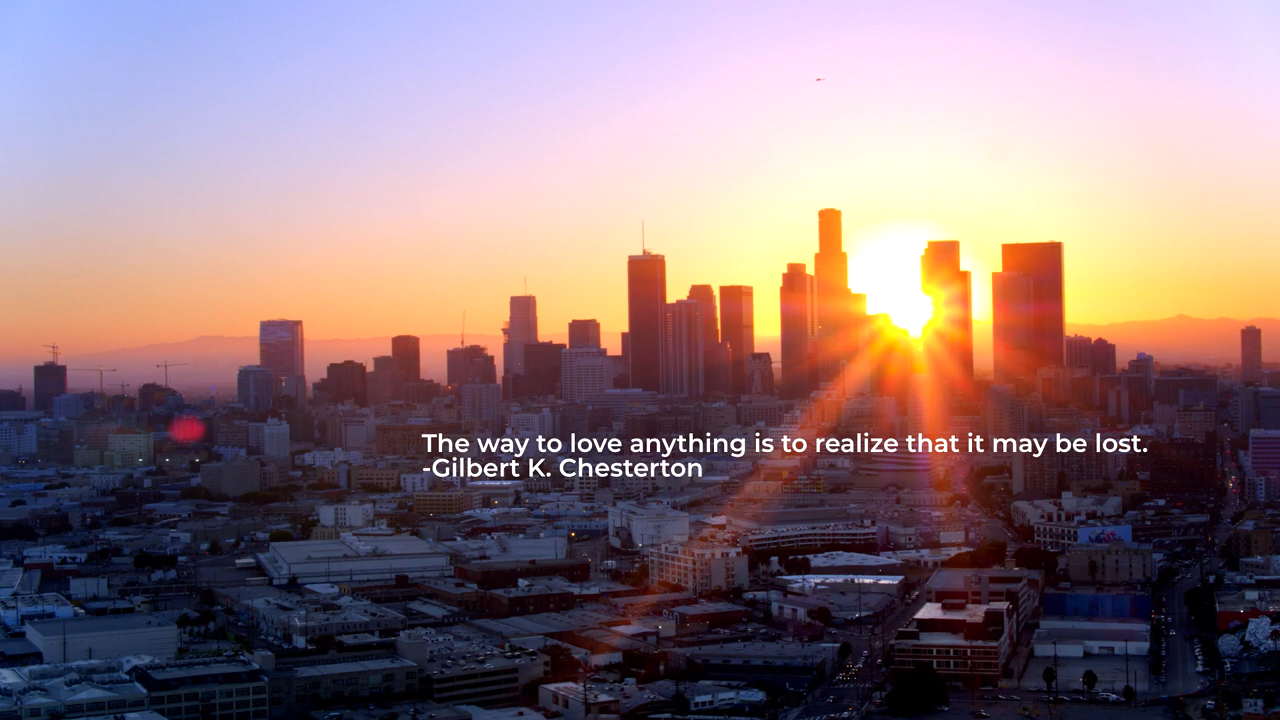 The way to love anything is to realize that it may be lost.
-Gilbert K. Chesterton